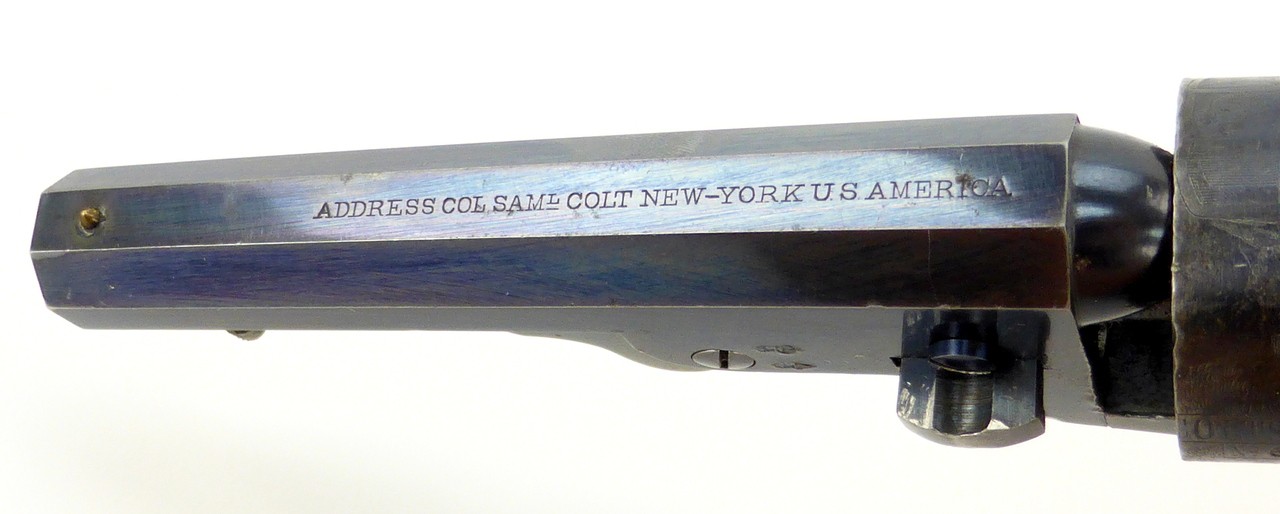 ADDRESS COL SAMᴸ COLT NEW-YORK U.S. AMERICA